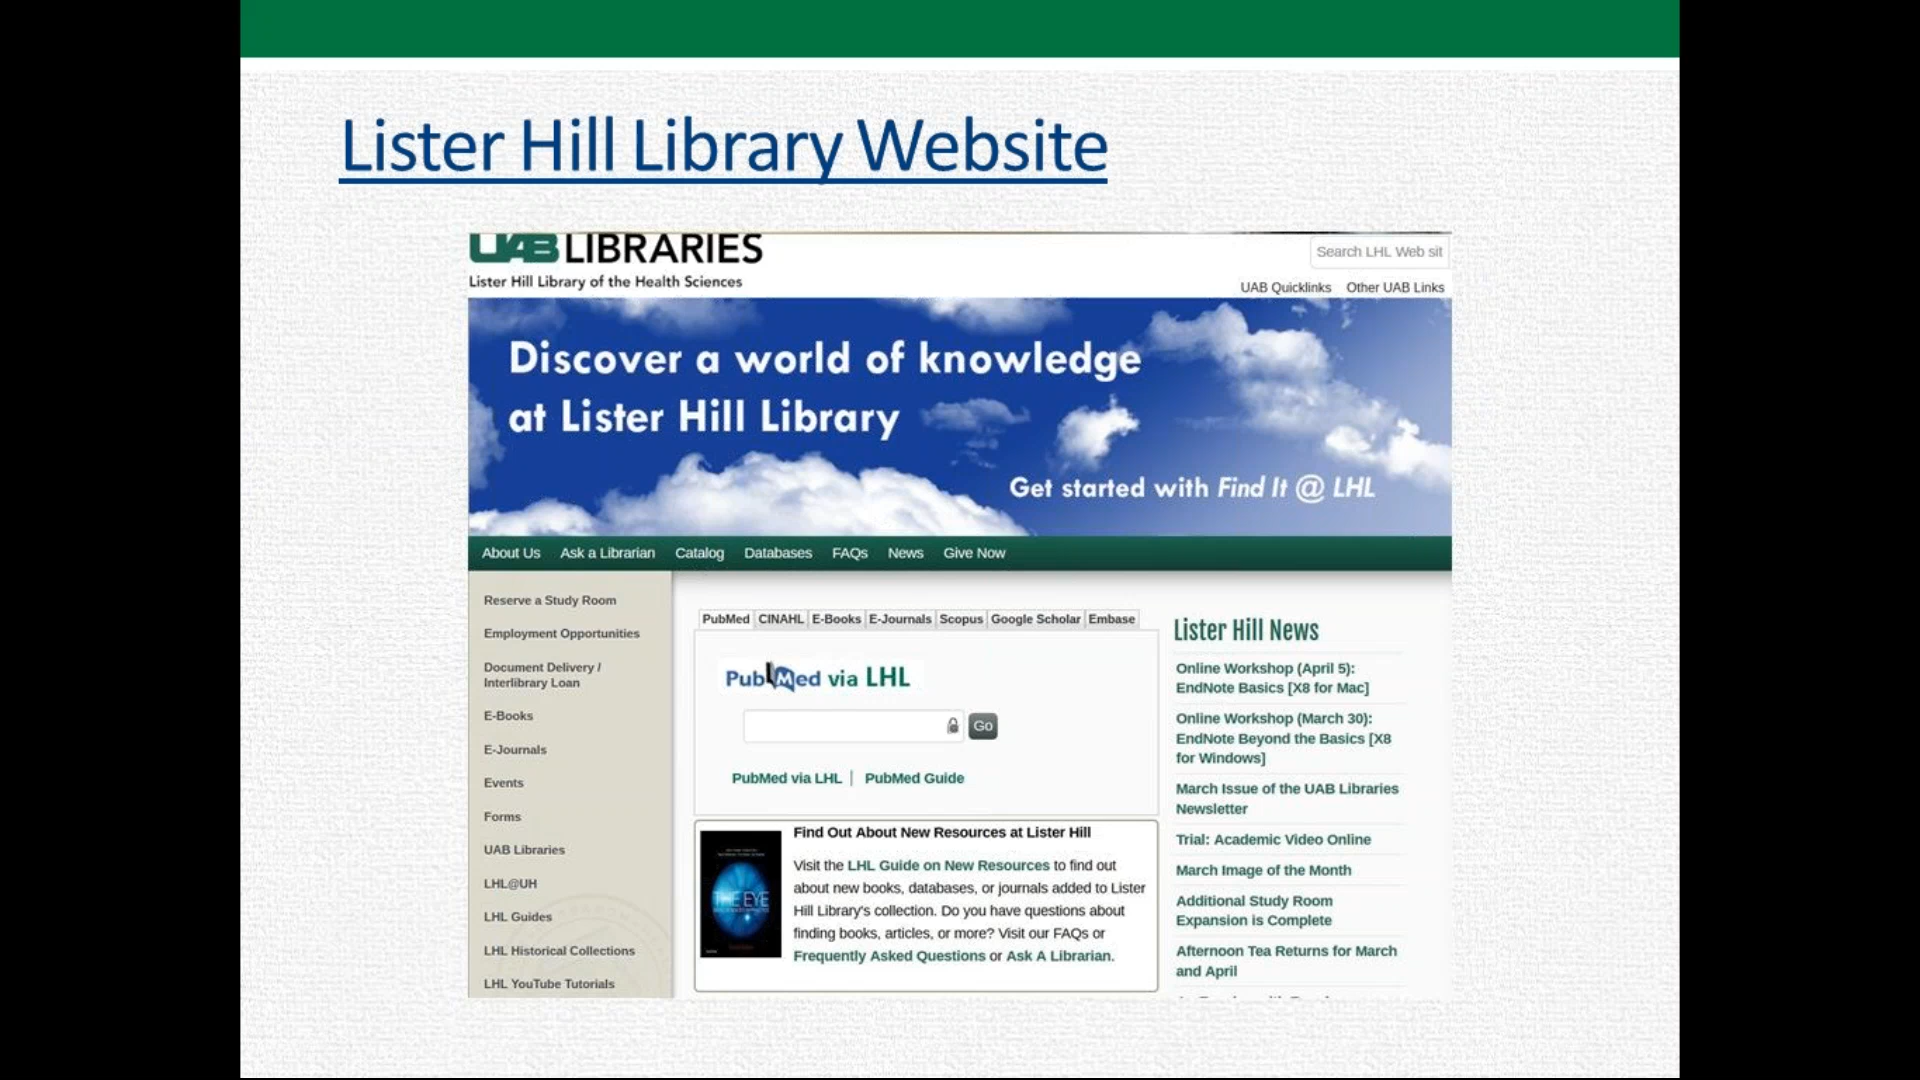 Lister Hill Library Website
UAB LIBRARIES
Lister Hill Library of the Health Sciences
Search LHL Web sit
UAB Quicklinks Other UAB Links
Discover a world of knowledge
at Lister Hill Library
Get started with Find It @ LHL
About Us Ask a Librarian Catalog Databases FAQs News Give Now
Reserve a Study Room
Employment Opportunities
Document Delivery /
Interlibrary Loan
E-Books
E-Journals
Events
Forms
UAB Libraries
LHL@UH
LHL Guides
LHL Historical Collections
LHL YouTube Tutorials
PubMed CINAHL E-Books E-Journals Scopus Google Scholar Embase
PubMed via LHL
Go
PubMed via LHL | PubMed Guide
THE EYE
Find Out About New Resources at Lister Hill
Visit the LHL Guide on New Resources to find out
about new books, databases, or journals added to Lister
Hill Library's collection. Do you have questions about
finding books, articles, or more? Visit our FAQs or
Frequently Asked Questions or Ask A Librarian.
Lister Hill News
Online Workshop (April 5):
EndNote Basics [X8 for Mac]
Online Workshop (March 30):
EndNote Beyond the Basics [X8
for Windows]
March Issue of the UAB Libraries
Newsletter
Trial: Academic Video Online
March Image of the Month
Additional Study Room
Expansion is Complete
Afternoon Tea Returns for March
and April